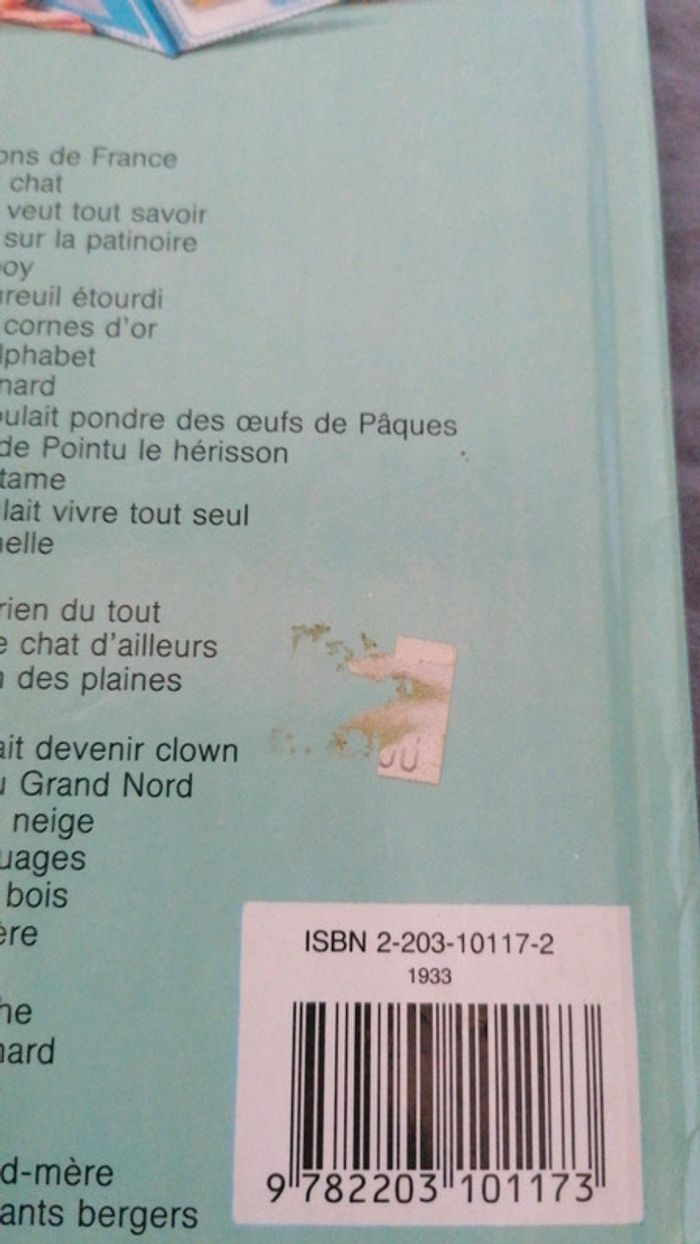 ons de France
chat
veut tout savoir
sur la patinoire
oy
reuil étourdi
cornes d'or
lphabet
nard
oulait pondre des œufs de Pâques
de Pointu le hérisson
tame
lait vivre tout seul
elle
rien du tout
e chat d'ailleurs
des plaines
ait devenir clown
u Grand Nord
neige
uages
bois
ère
he
ard
d-mère
ants bergers
ISBN 2-203-10117-2
1933
9 782203 101173